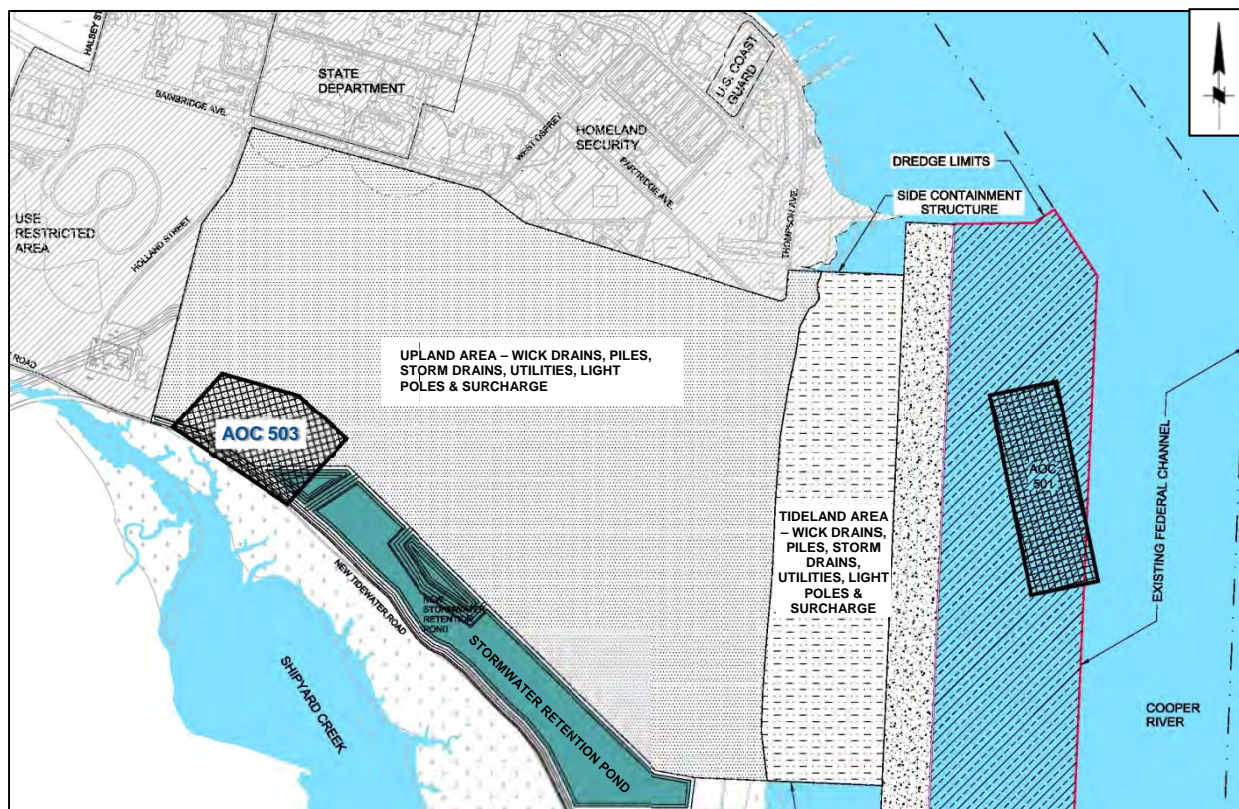 HALSEY ST
BAINBRIDGE AVE.
STATE
DEPARTMENT
U.S. COAST
GUARD
WEST OSPREY
HOMELAND
SECURITY
PARTRIDGE AVE.
THOMPSON AVE.
DREDGE LIMITS
SIDE CONTAINMENT
STRUCTURE
USE
RESTRICTED
AREA
HOLLAND STREET
ROAD
UPLAND AREA – WICK DRAINS, PILES,
STORM DRAINS, UTILITIES, LIGHT
POLES & SURCHARGE
AOC 503
AOC
501
EXISTING FEDERAL CHANNEL
TIDELAND AREA
– WICK DRAINS,
PILES, STORM
DRAINS,
UTILITIES, LIGHT
POLES &
SURCHARGE
NEW TIDEWATER ROAD
NEW
STORMWATER
RETENTION
POND
STORMWATER RETENTION POND
SHIPYARD CREEK
COOPER
RIVER